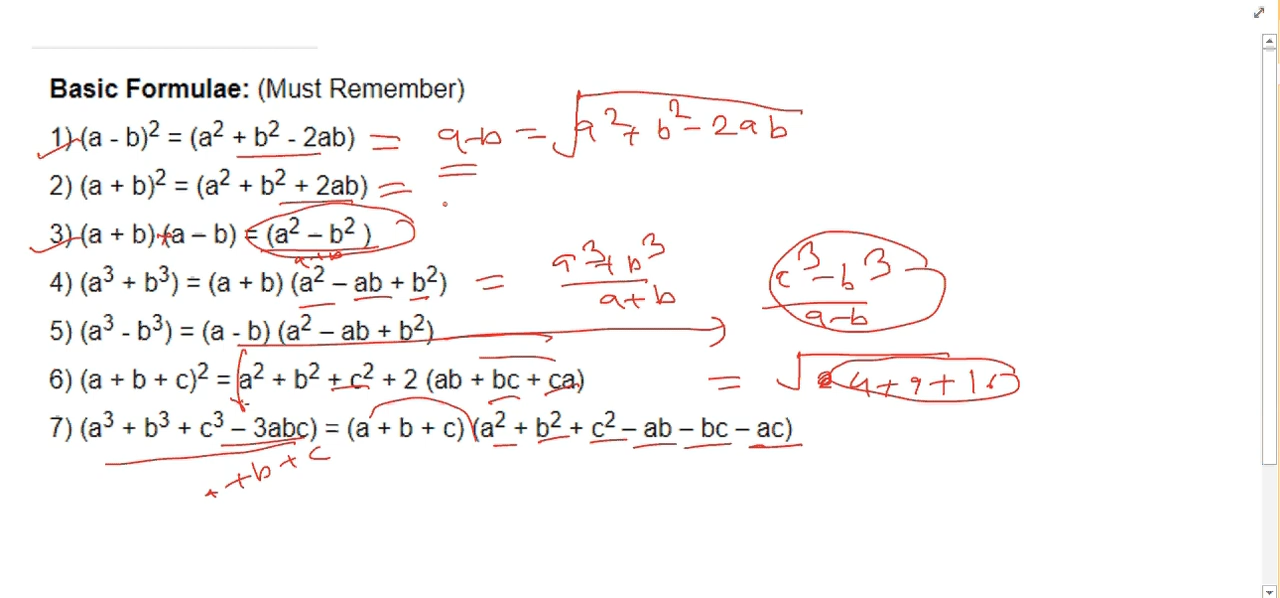 Basic Formulae: (Must Remember)
1) (a - b)² = (a² + b² - 2ab) = a-b = √a² + b² - 2ab
2) (a + b)² = (a² + b² + 2ab) = =
3) (a + b) (a – b) = (a² – b²)
a+b
4) (a³ + b³) = (a + b) (a² – ab + b²) = a³+b³ / a+b a³-b³ / a-b
5) (a³ - b³) = (a - b) (a² – ab + b²)
6) (a + b + c)² = a² + b² + c² + 2 (ab + bc + ca) = √ 4+9+16
7) (a³ + b³ + c³ – 3abc) = (a + b + c) (a² + b² + c² – ab – bc – ac)
+b+c